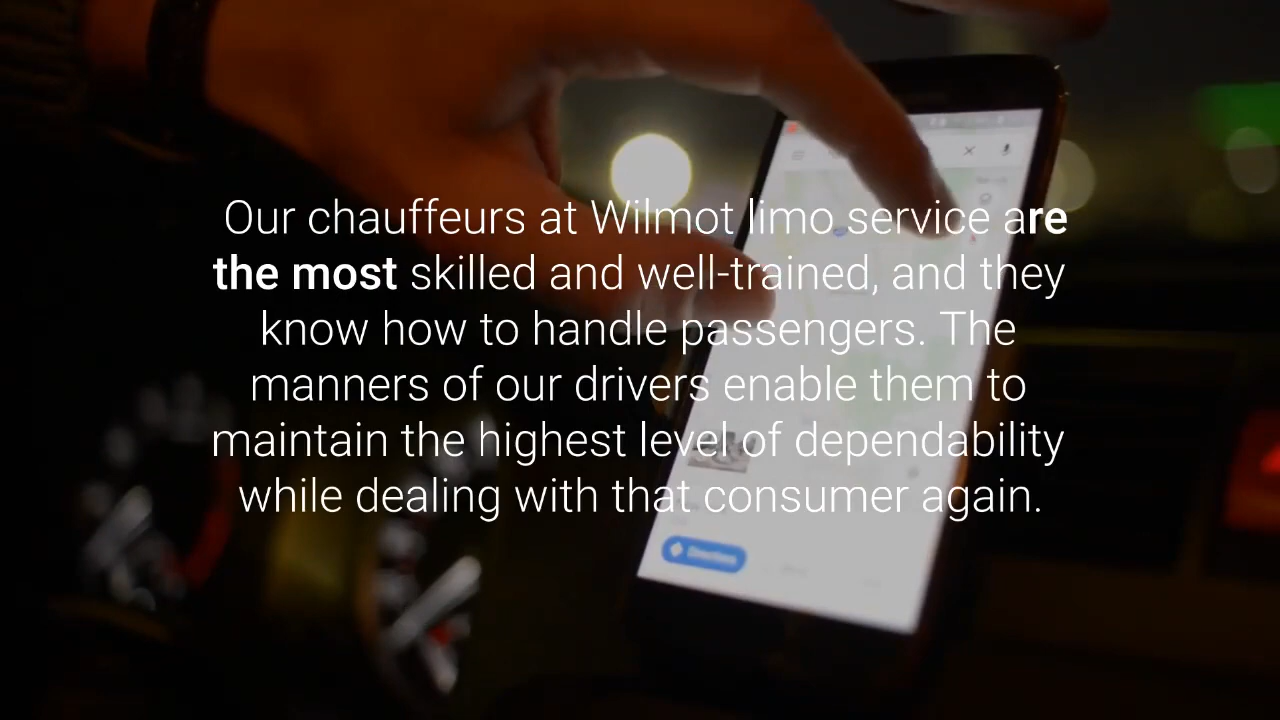 Our chauffeurs at Wilmot limo service are
the most skilled and well-trained, and they
know how to handle passengers. The
manners of our drivers enable them to
maintain the highest level of dependability
while dealing with that consumer again.
Directions